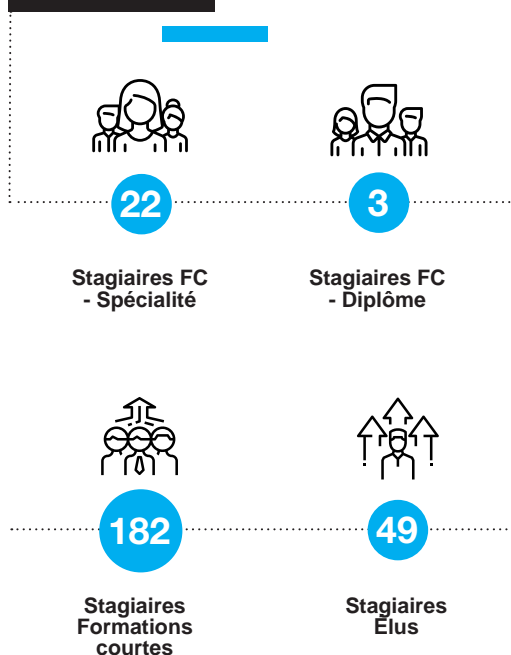 22
3
Stagiaires FC
- Spécialité
Stagiaires FC
- Diplôme
182
49
Stagiaires
Formations
courtes
Stagiaires
Élus